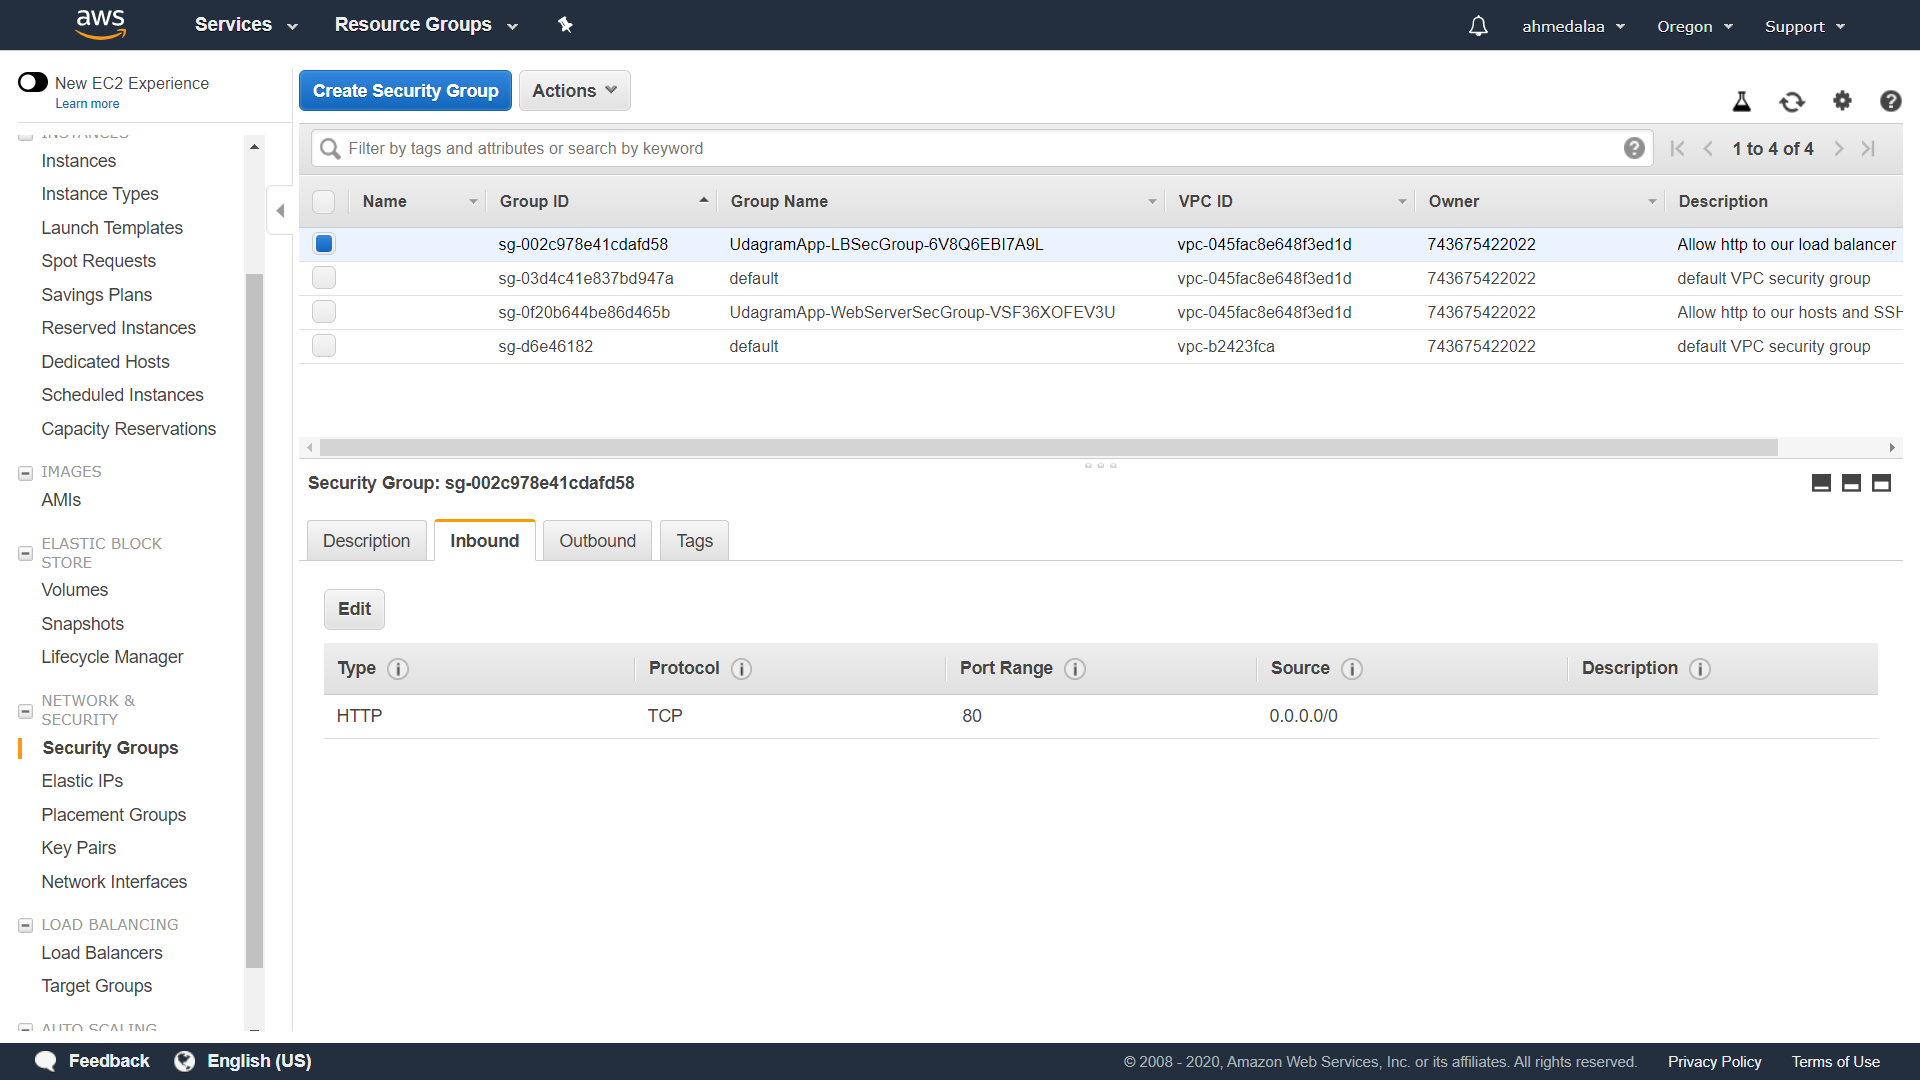 aws Services Resource Groups ahmedalaa Oregon Support
New EC2 Experience
Learn more
INSTANCES
Instances
Instance Types
Launch Templates
Spot Requests
Savings Plans
Reserved Instances
Dedicated Hosts
Scheduled Instances
Capacity Reservations
IMAGES
AMIs
ELASTIC BLOCK
STORE
Volumes
Snapshots
Lifecycle Manager
NETWORK &
SECURITY
Security Groups
Elastic IPs
Placement Groups
Key Pairs
Network Interfaces
LOAD BALANCING
Load Balancers
Target Groups
AUTO SCALING
Create Security Group Actions
Filter by tags and attributes or search by keyword 1 to 4 of 4
Name Group ID Group Name VPC ID Owner Description
sg-002c978e41cdafd58 UdagramApp-LBSecGroup-6V8Q6EBI7A9L vpc-045fac8e648f3ed1d 743675422022 Allow http to our load balancer
sg-03d4c41e837bd947a default vpc-045fac8e648f3ed1d 743675422022 default VPC security group
sg-0f20b644be86d465b UdagramApp-WebServerSecGroup-VSF36XOFEV3U vpc-045fac8e648f3ed1d 743675422022 Allow http to our hosts and SSH
sg-d6e46182 default vpc-b2423fca 743675422022 default VPC security group
Security Group: sg-002c978e41cdafd58
Description Inbound Outbound Tags
Edit
Type Protocol Port Range Source Description
HTTP TCP 80 0.0.0.0/0
Feedback English (US) © 2008 - 2020, Amazon Web Services, Inc. or its affiliates. All rights reserved. Privacy Policy Terms of Use